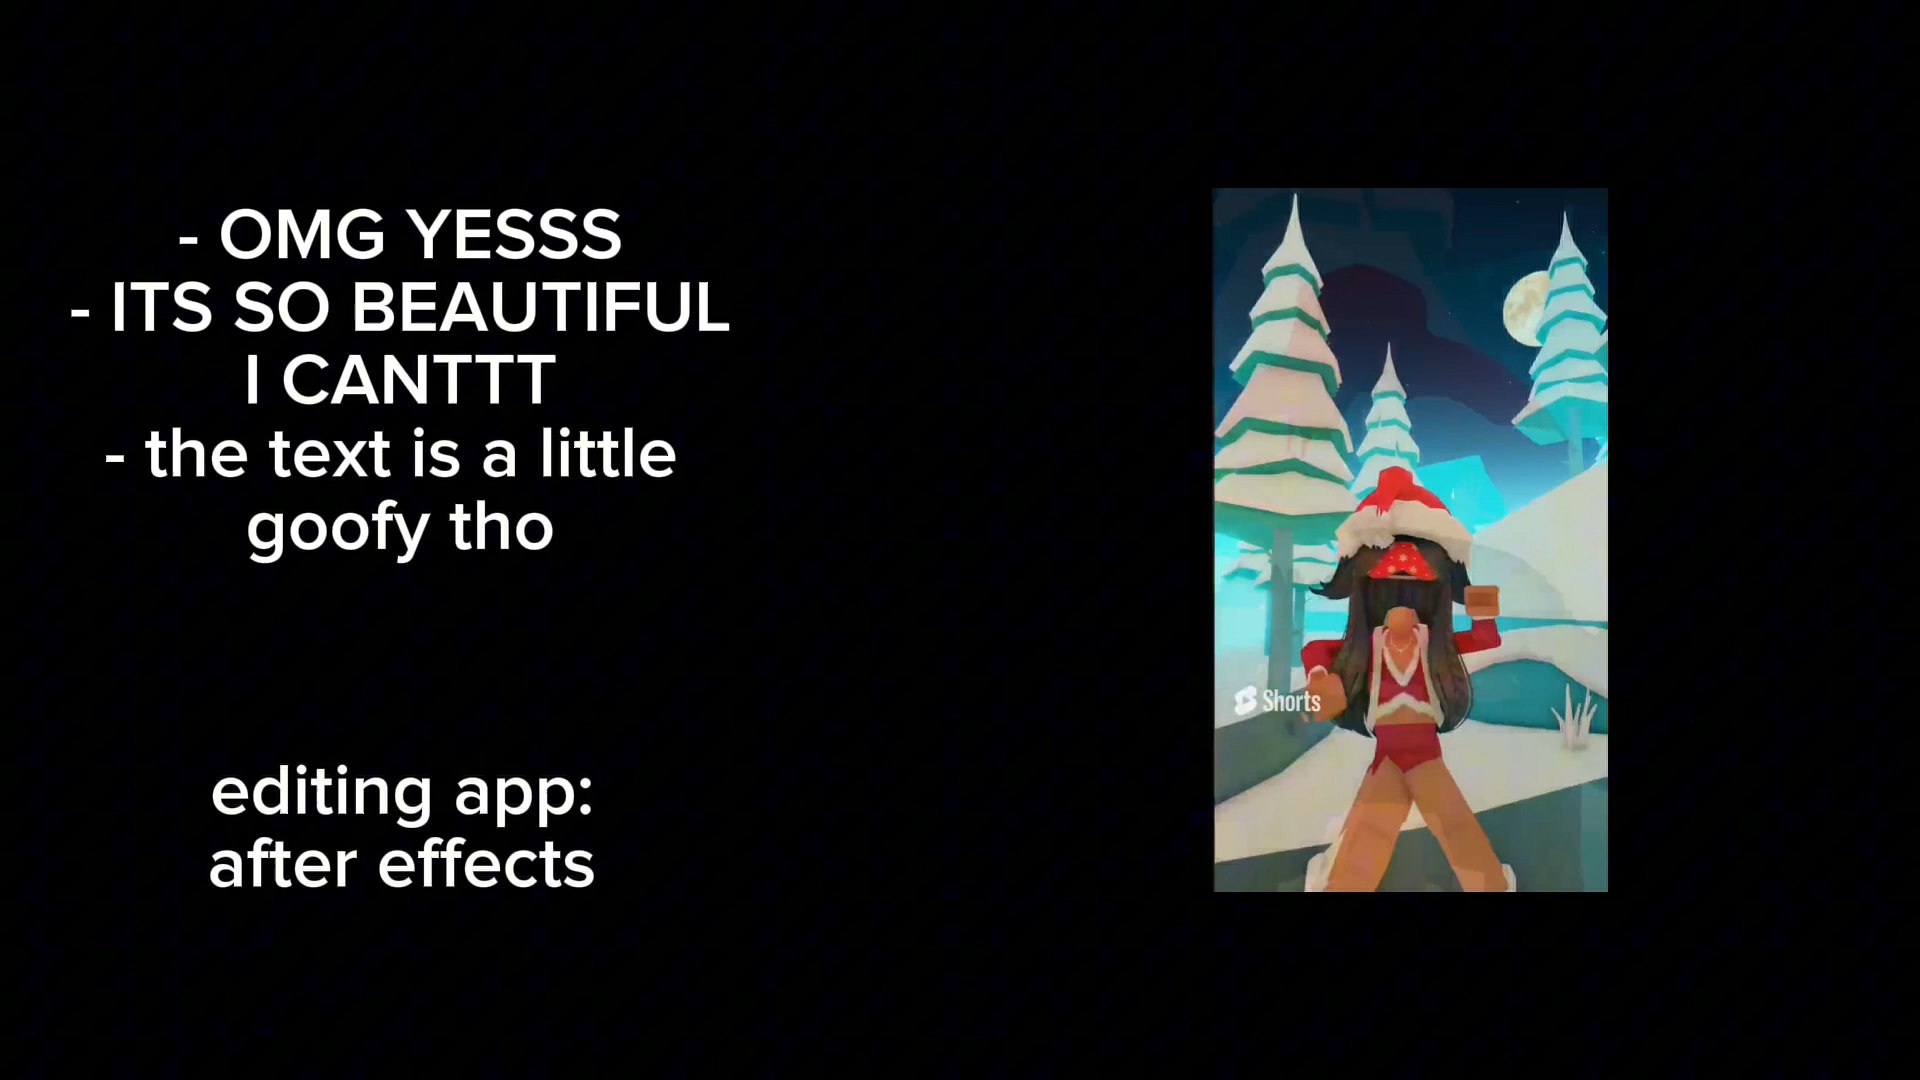 - OMG YESSS
- ITS SO BEAUTIFUL
I CANTTT
- the text is a little
goofy tho
editing app:
after effects
Shorts